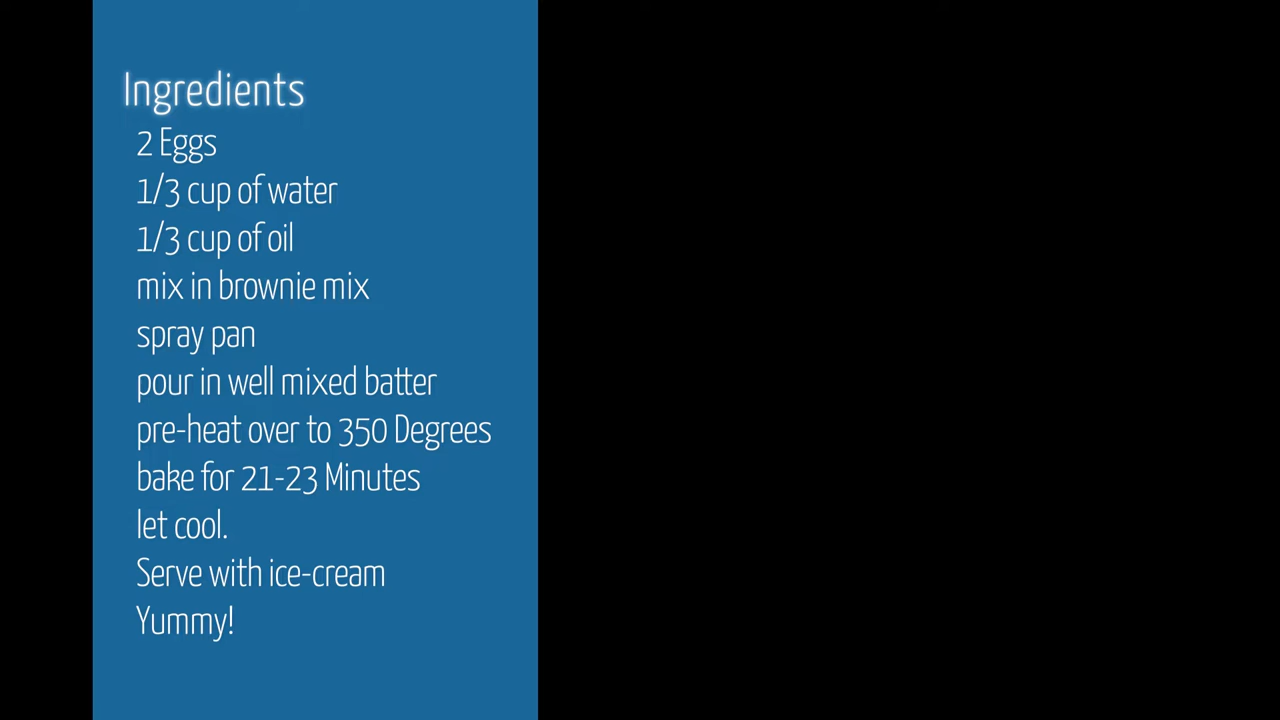 Ingredients
2 Eggs
1/3 cup of water
1/3 cup of oil
mix in brownie mix
spray pan
pour in well mixed batter
pre-heat over to 350 Degrees
bake for 21-23 Minutes
let cool.
Serve with ice-cream
Yummy!